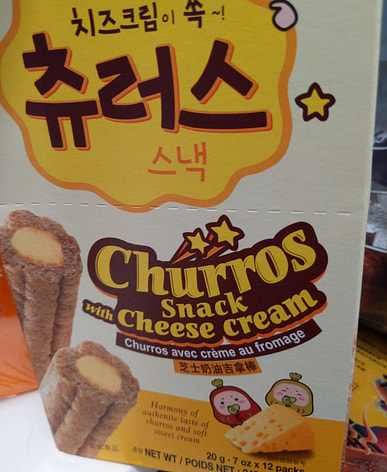 치즈크림이 쏙~!
츄러스
스낵
Churros
Snack
with Cheese cream
Churros avec crème au fromage
芝士奶油吉拿棒
Harmony of
authentic taste of
churros and soft
sweet cream
20 g · 7 oz x 12 packs
NET WT / POIDS NET :